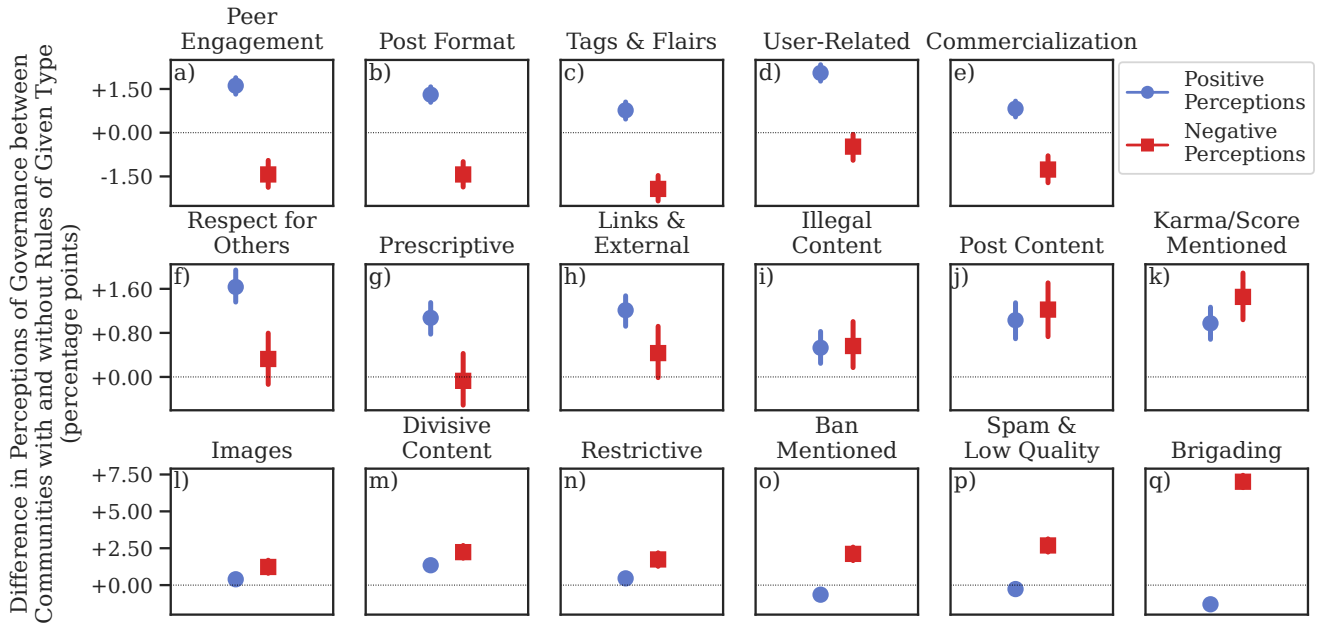 Difference in Perceptions of Governance between
Communities with and without Rules of Given Type
(percentage points)
Peer
Engagement
Post Format
Tags & Flairs
User-Related
Commercialization
a)
b)
c)
d)
e)
+1.50
+0.00
-1.50
Positive
Perceptions
Negative
Perceptions
Respect for
Others
Prescriptive
Links &
External
Illegal
Content
Post Content
Karma/Score
Mentioned
f)
g)
h)
i)
j)
k)
+1.60
+0.80
+0.00
Images
Divisive
Content
Restrictive
Ban
Mentioned
Spam &
Low Quality
Brigading
l)
m)
n)
o)
p)
q)
+7.50
+5.00
+2.50
+0.00